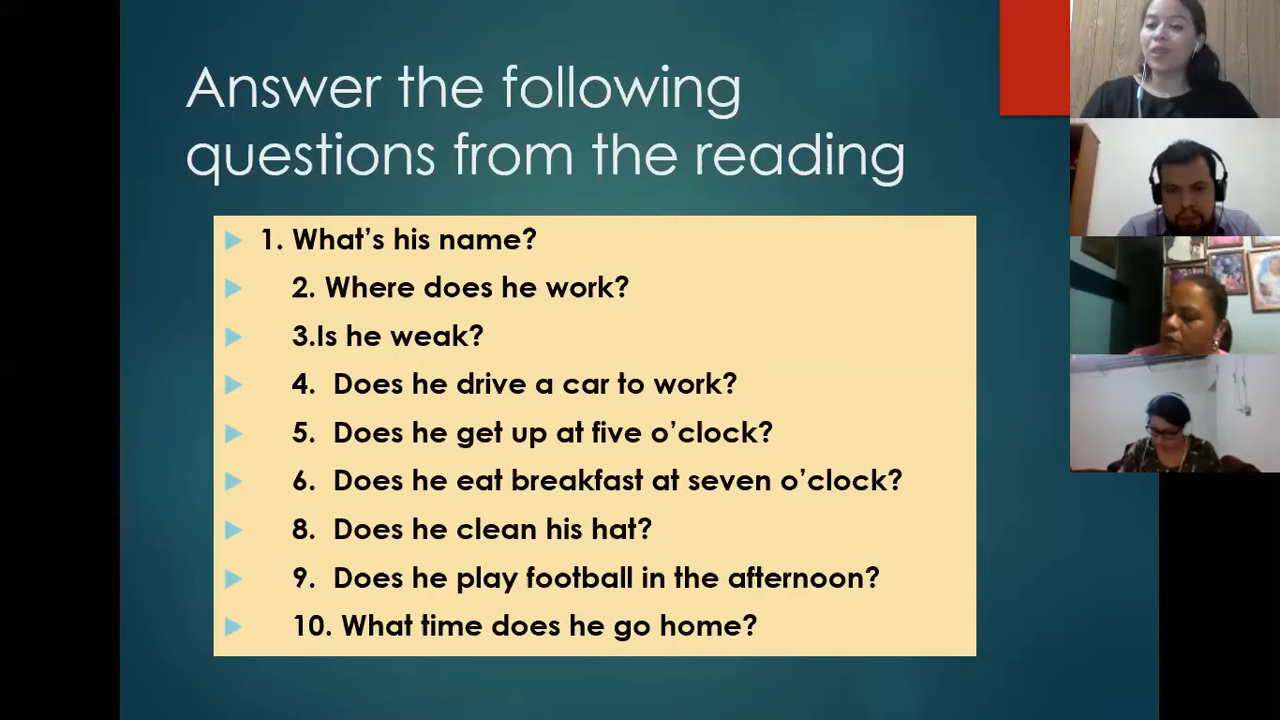 Answer the following
questions from the reading
1. What's his name?
2. Where does he work?
3.Is he weak?
4. Does he drive a car to work?
5. Does he get up at five o'clock?
6. Does he eat breakfast at seven o'clock?
8. Does he clean his hat?
9. Does he play football in the afternoon?
10. What time does he go home?